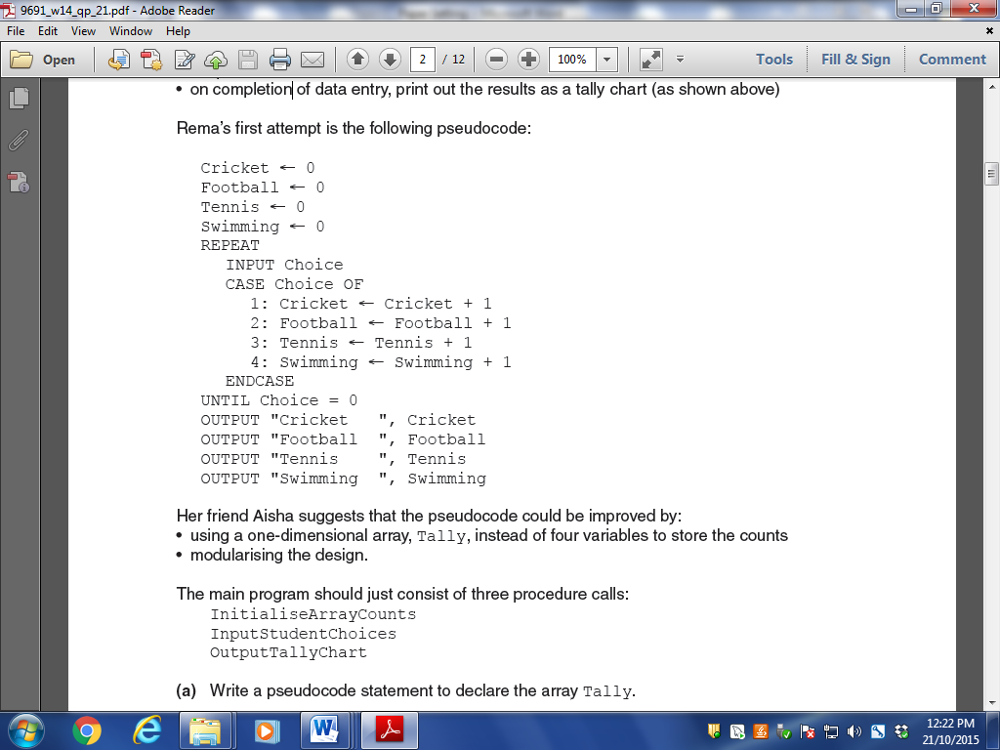 9691_w14_qp_21.pdf - Adobe Reader
File Edit View Window Help
Open 2 / 12 100% Tools Fill & Sign Comment
• on completion of data entry, print out the results as a tally chart (as shown above)
Rema's first attempt is the following pseudocode:
Cricket ← 0
Football ← 0
Tennis ← 0
Swimming ← 0
REPEAT
INPUT Choice
CASE Choice OF
1: Cricket ← Cricket + 1
2: Football ← Football + 1
3: Tennis ← Tennis + 1
4: Swimming ← Swimming + 1
ENDCASE
UNTIL Choice = 0
OUTPUT "Cricket   ", Cricket
OUTPUT "Football  ", Football
OUTPUT "Tennis    ", Tennis
OUTPUT "Swimming  ", Swimming
Her friend Aisha suggests that the pseudocode could be improved by:
• using a one-dimensional array, Tally, instead of four variables to store the counts
• modularising the design.
The main program should just consist of three procedure calls:
InitialiseArrayCounts
InputStudentChoices
OutputTallyChart
(a) Write a pseudocode statement to declare the array Tally.
12:22 PM
21/10/2015